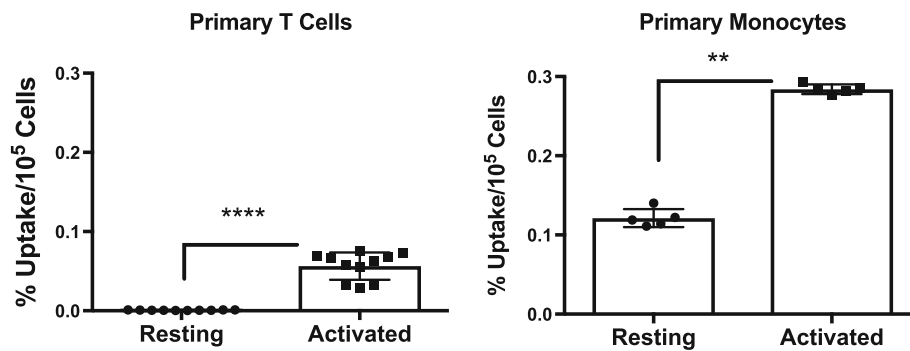 Primary T Cells
% Uptake/10⁵ Cells
0.3
0.2
0.1
0.0
****
Resting
Activated
Primary Monocytes
% Uptake/10⁵ Cells
0.3
0.2
0.1
0.0
**
Resting
Activated